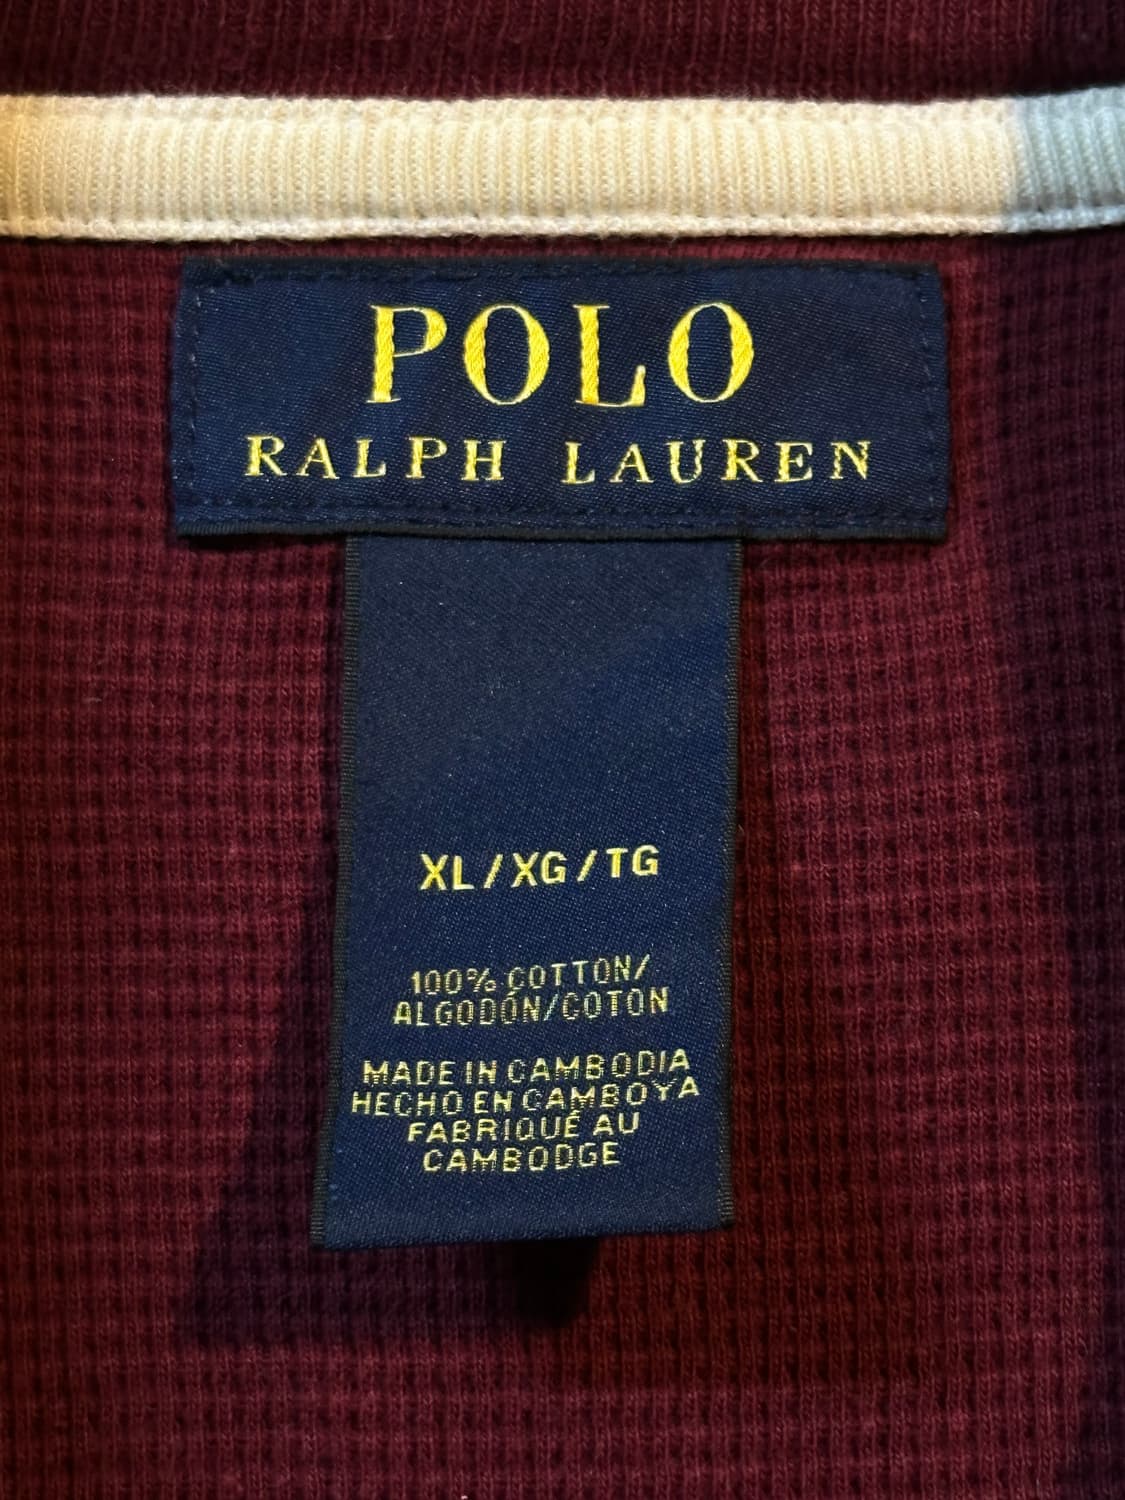 POLO
RALPH LAUREN
XL/XG/TG
100% COTTON/
ALGODÓN/COTON
MADE IN CAMBODIA
HECHO EN CAMBOYA
FABRIQUÉ AU
CAMBODGE